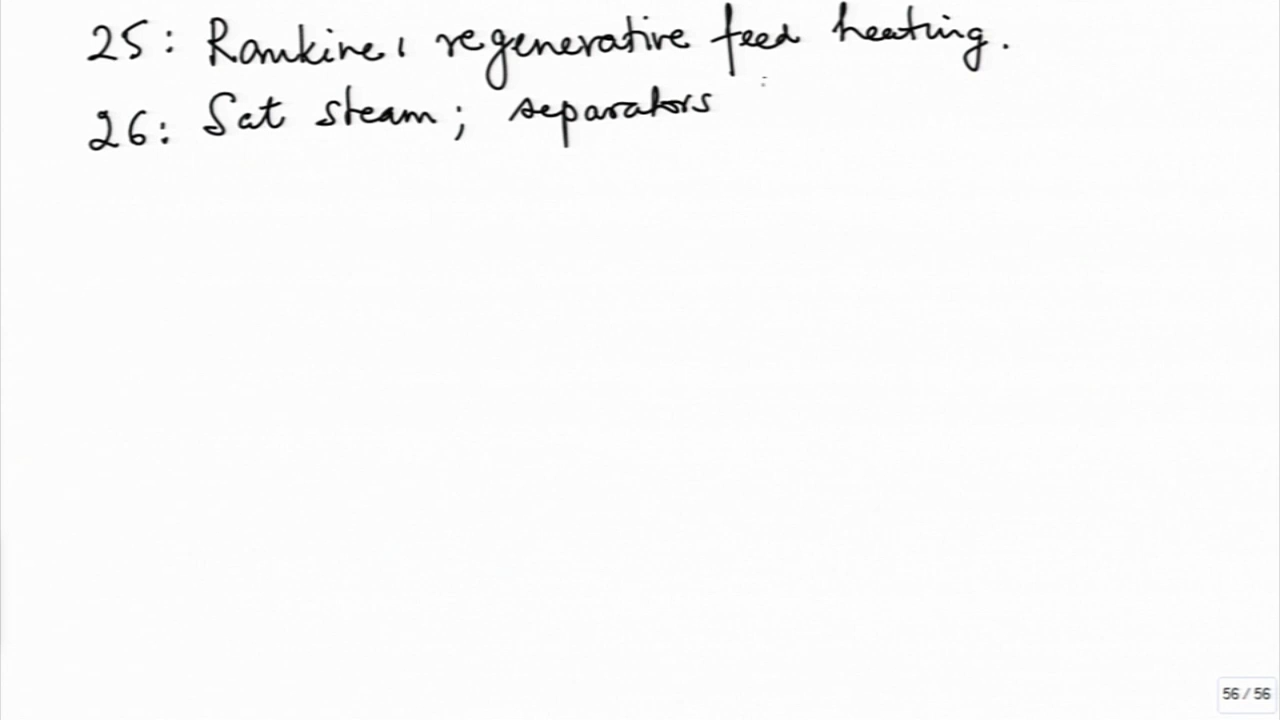 25: Rankine, regenerative feed heating.
26: Sat steam; separators
56 / 56